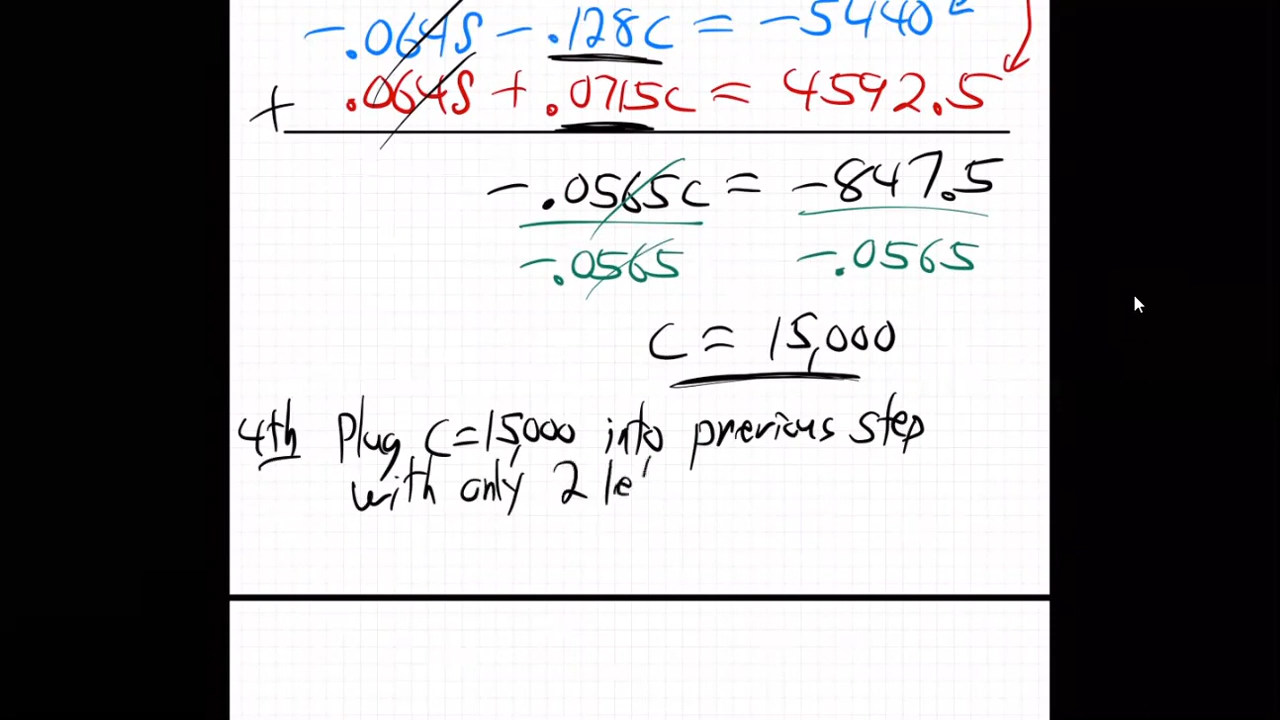 -.064S - .128C = -5440
+ .064S + .0715C = 4592.5
-.0565C = -847.5
-.0565 -.0565
C = 15,000
4th Plug C=15,000 into previous step
with only 2 le